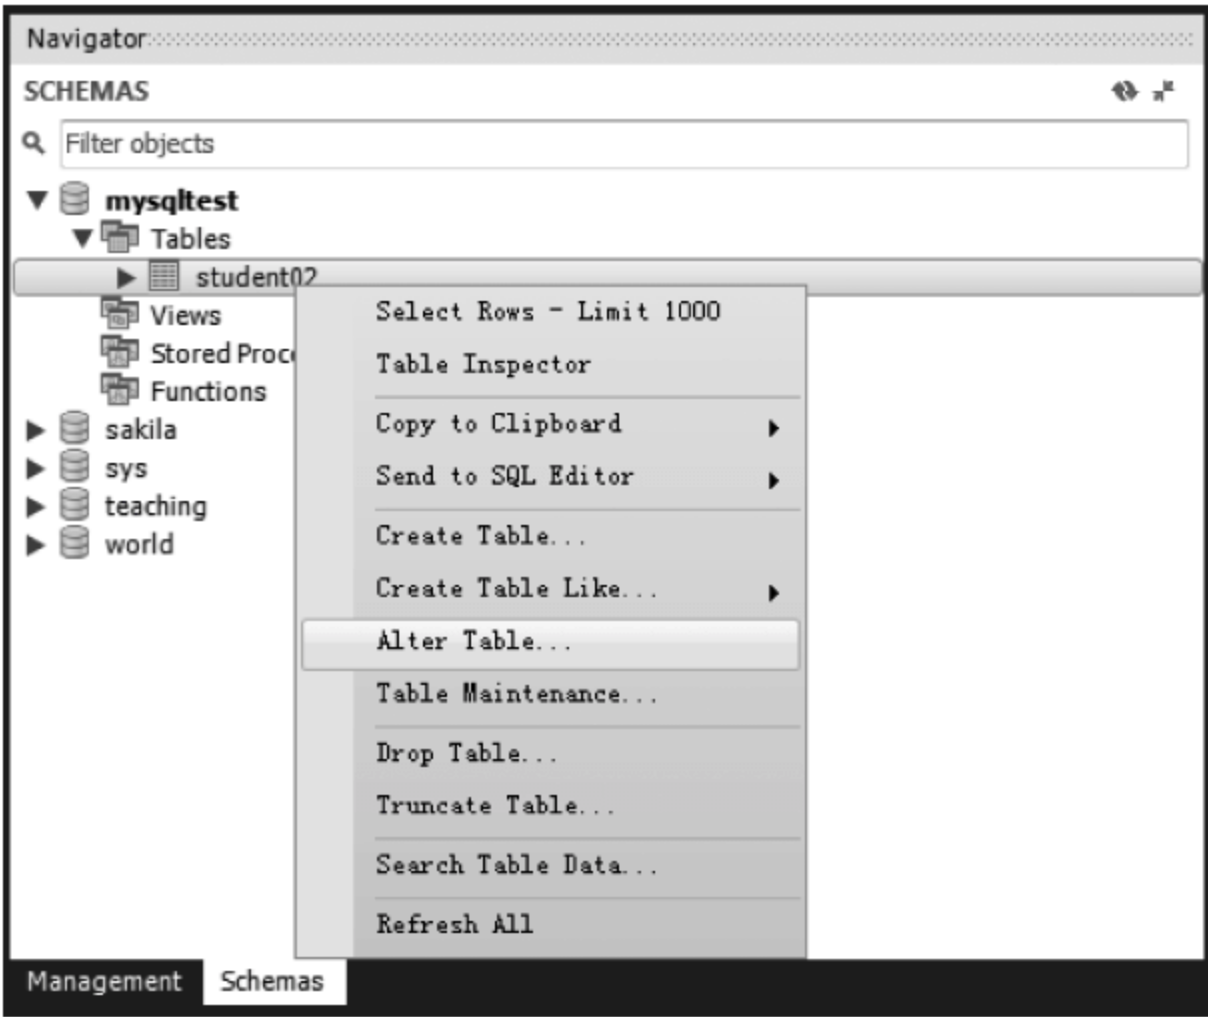 Navigator
SCHEMAS
Filter objects
mysqltest
Tables
student02
Select Rows - Limit 1000
Views
Stored Proc
Table Inspector
Functions
Copy to Clipboard
sakila
Send to SQL Editor
sys
teaching
Create Table...
world
Create Table Like...
Alter Table...
Table Maintenance...
Drop Table...
Truncate Table...
Search Table Data...
Refresh All
Management
Schemas